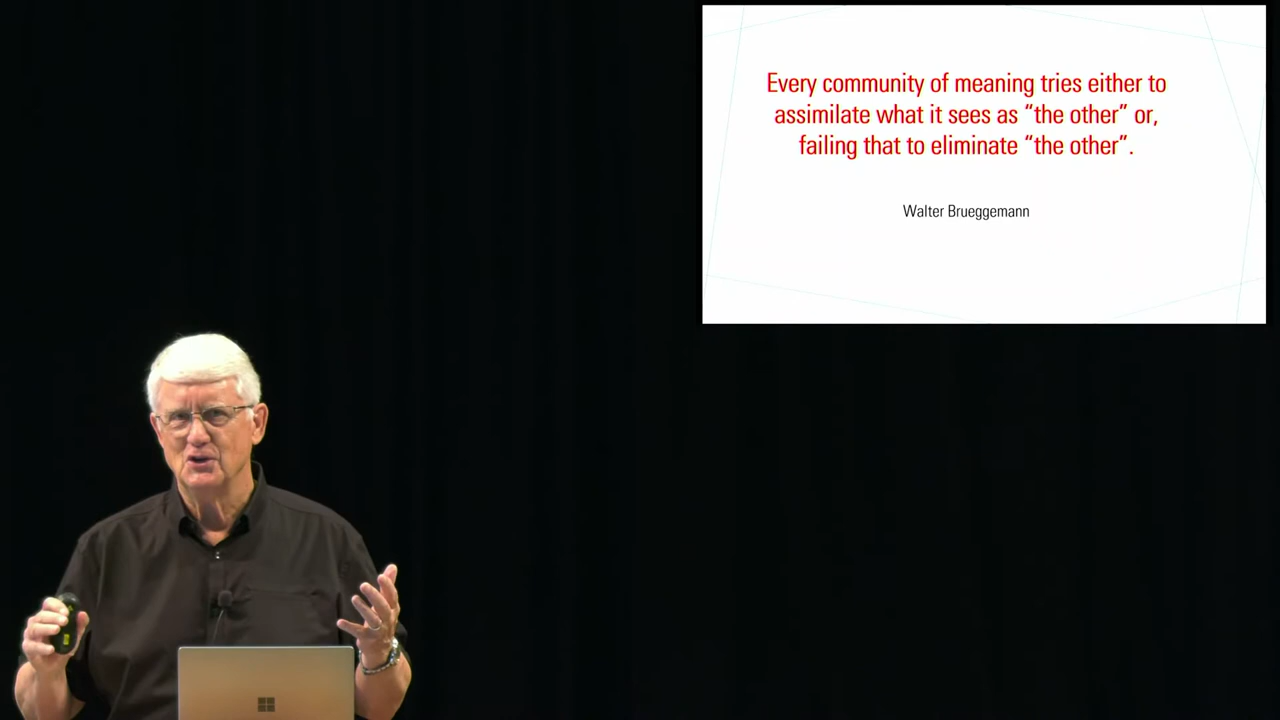 Every community of meaning tries either to
assimilate what it sees as “the other” or,
failing that to eliminate “the other”.
Walter Brueggemann